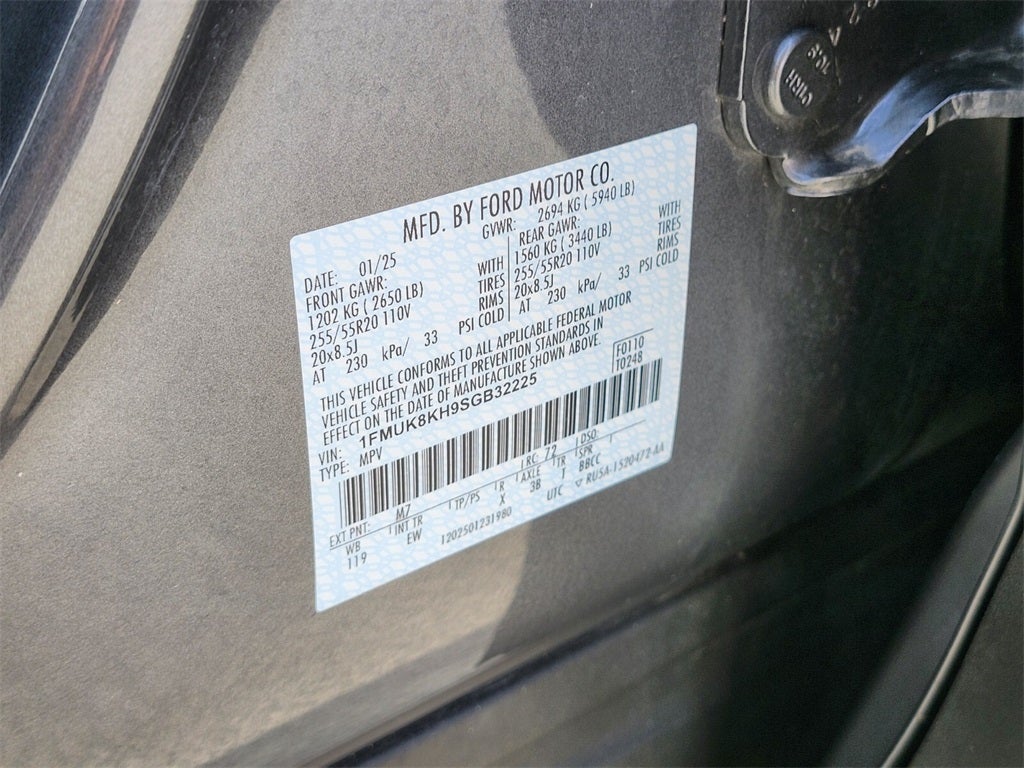 MFD. BY FORD MOTOR CO.
DATE: 01/25 GVWR: 2694 KG ( 5940 LB)
FRONT GAWR: REAR GAWR:
1202 KG ( 2650 LB) WITH 1560 KG ( 3440 LB) WITH
255/55R20 110V TIRES 255/55R20 110V TIRES
20x8.5J RIMS 20x8.5J RIMS
AT 230 kPa/ 33 PSI COLD AT 230 kPa/ 33 PSI COLD
THIS VEHICLE CONFORMS TO ALL APPLICABLE FEDERAL MOTOR
VEHICLE SAFETY AND THEFT PREVENTION STANDARDS IN
EFFECT ON THE DATE OF MANUFACTURE SHOWN ABOVE.
VIN: 1FMUK8KH9SGB32225 F0110
TYPE: MPV T0248
EXT PNT: M7 RC: 72 DSO:
WB INT TR TP/PS R AXLE TR SPR
119 EW X 3B T BBCC
1202501231980 UTC ▽ RUSA-1520472-AA